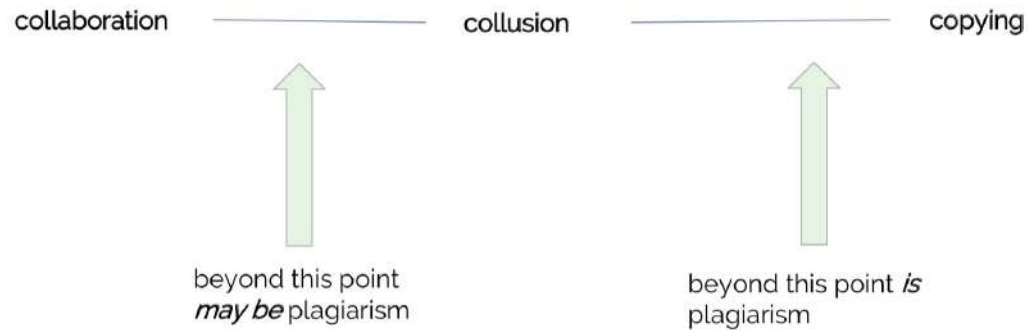 collaboration collusion copying
beyond this point
may be plagiarism
beyond this point is
plagiarism